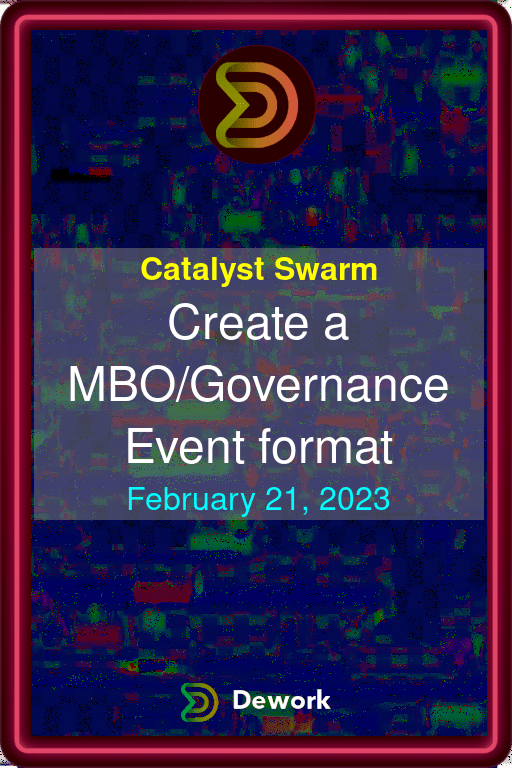 Catalyst Swarm
Create a
MBO/Governance
Event format
February 21, 2023
Dework